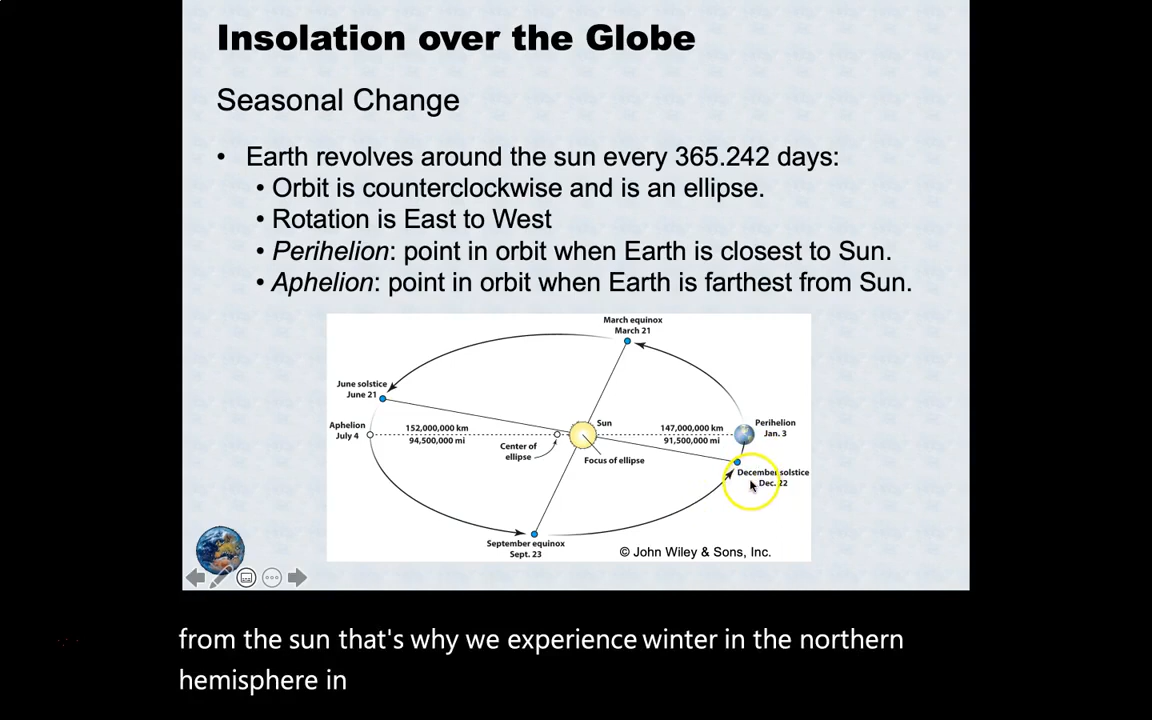 Insolation over the Globe
Seasonal Change
• Earth revolves around the sun every 365.242 days:
• Orbit is counterclockwise and is an ellipse.
• Rotation is East to West
• Perihelion: point in orbit when Earth is closest to Sun.
• Aphelion: point in orbit when Earth is farthest from Sun.
March equinox
March 21
June solstice
June 21
Aphelion
July 4
152,000,000 km
94,500,000 mi
Center of
ellipse
Sun
Focus of ellipse
147,000,000 km
91,500,000 mi
Perihelion
Jan. 3
December solstice
Dec. 22
September equinox
Sept. 23
© John Wiley & Sons, Inc.
from the sun that's why we experience winter in the northern
hemisphere in